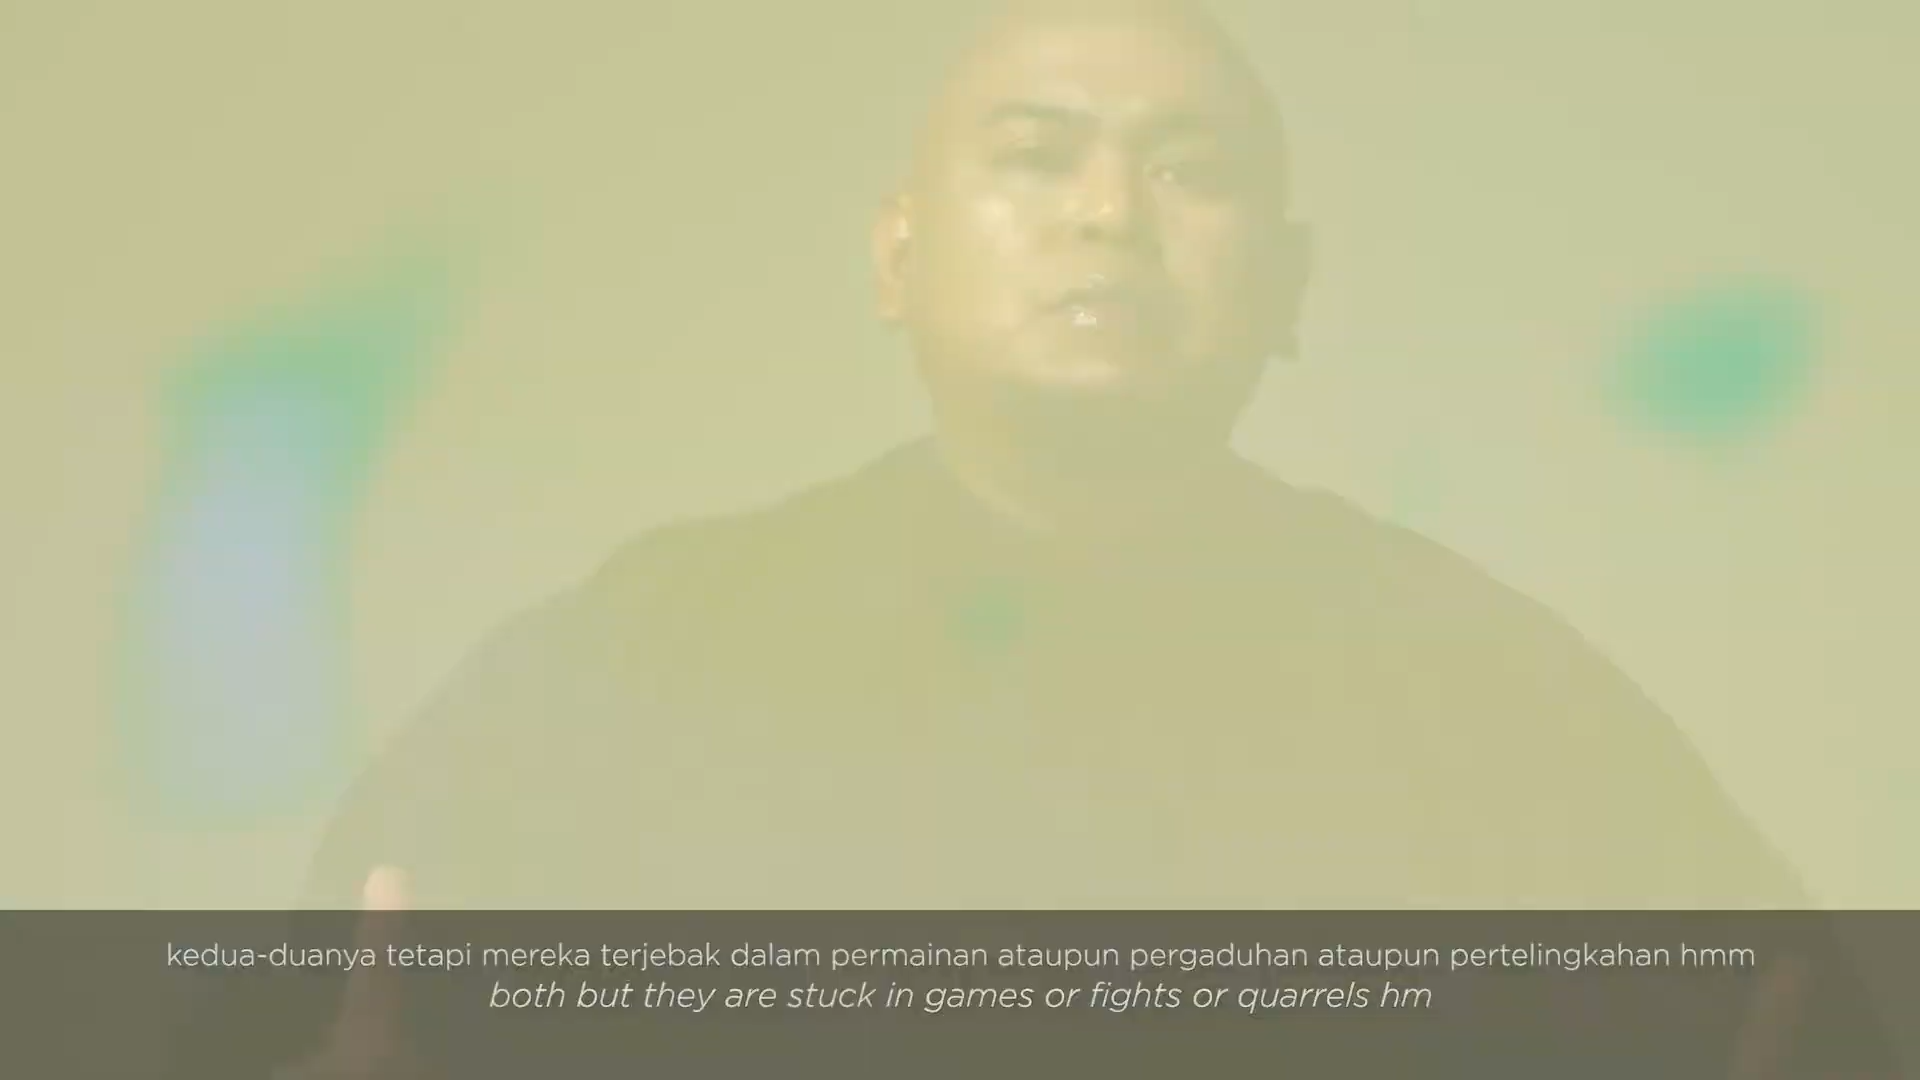 kedua-duanya tetapi mereka terjebak dalam permainan ataupun pergaduhan ataupun pertelingkahan hmm
both but they are stuck in games or fights or quarrels hm